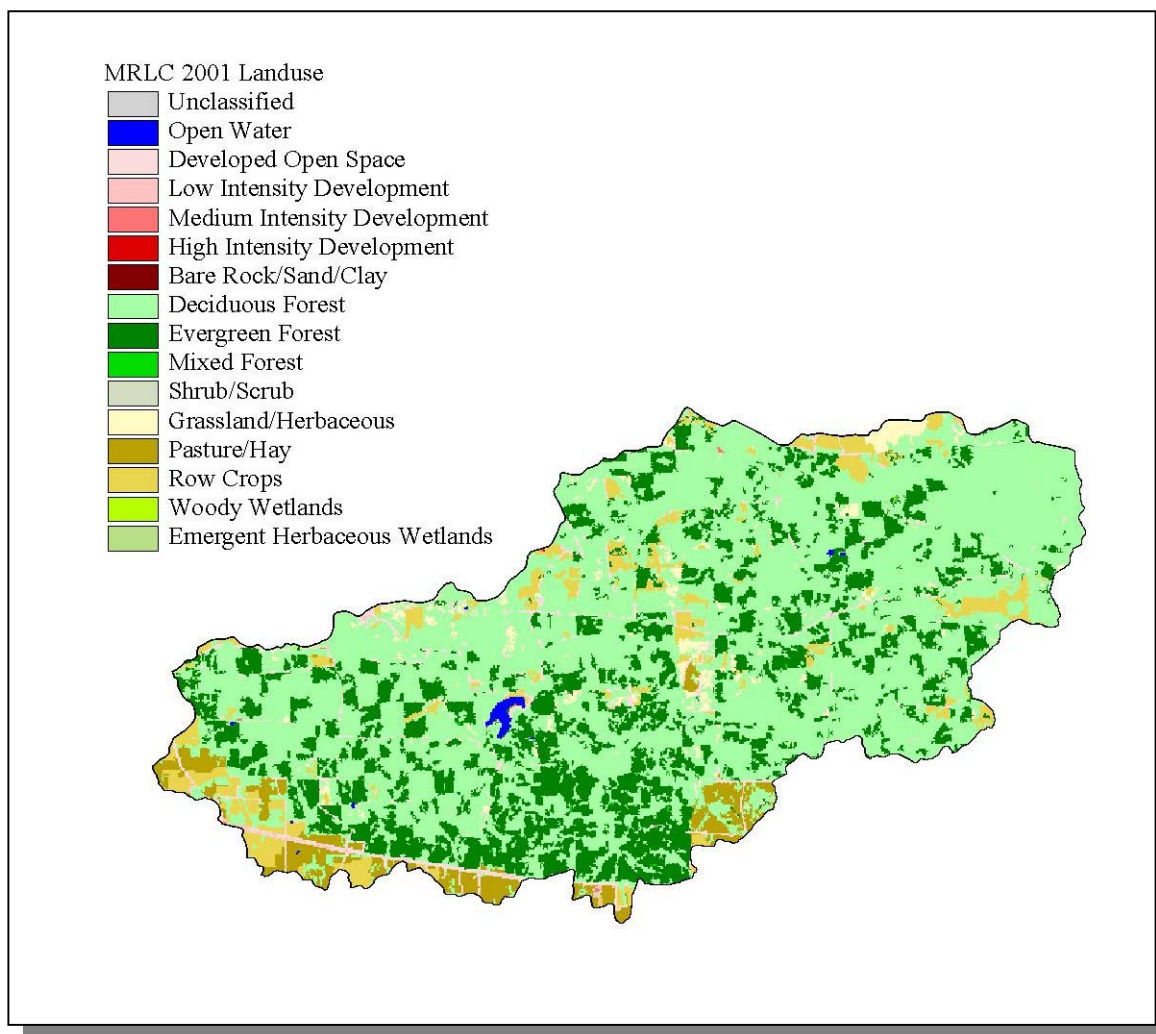 MRLC 2001 Landuse
Unclassified
Open Water
Developed Open Space
Low Intensity Development
Medium Intensity Development
High Intensity Development
Bare Rock/Sand/Clay
Deciduous Forest
Evergreen Forest
Mixed Forest
Shrub/Scrub
Grassland/Herbaceous
Pasture/Hay
Row Crops
Woody Wetlands
Emergent Herbaceous Wetlands